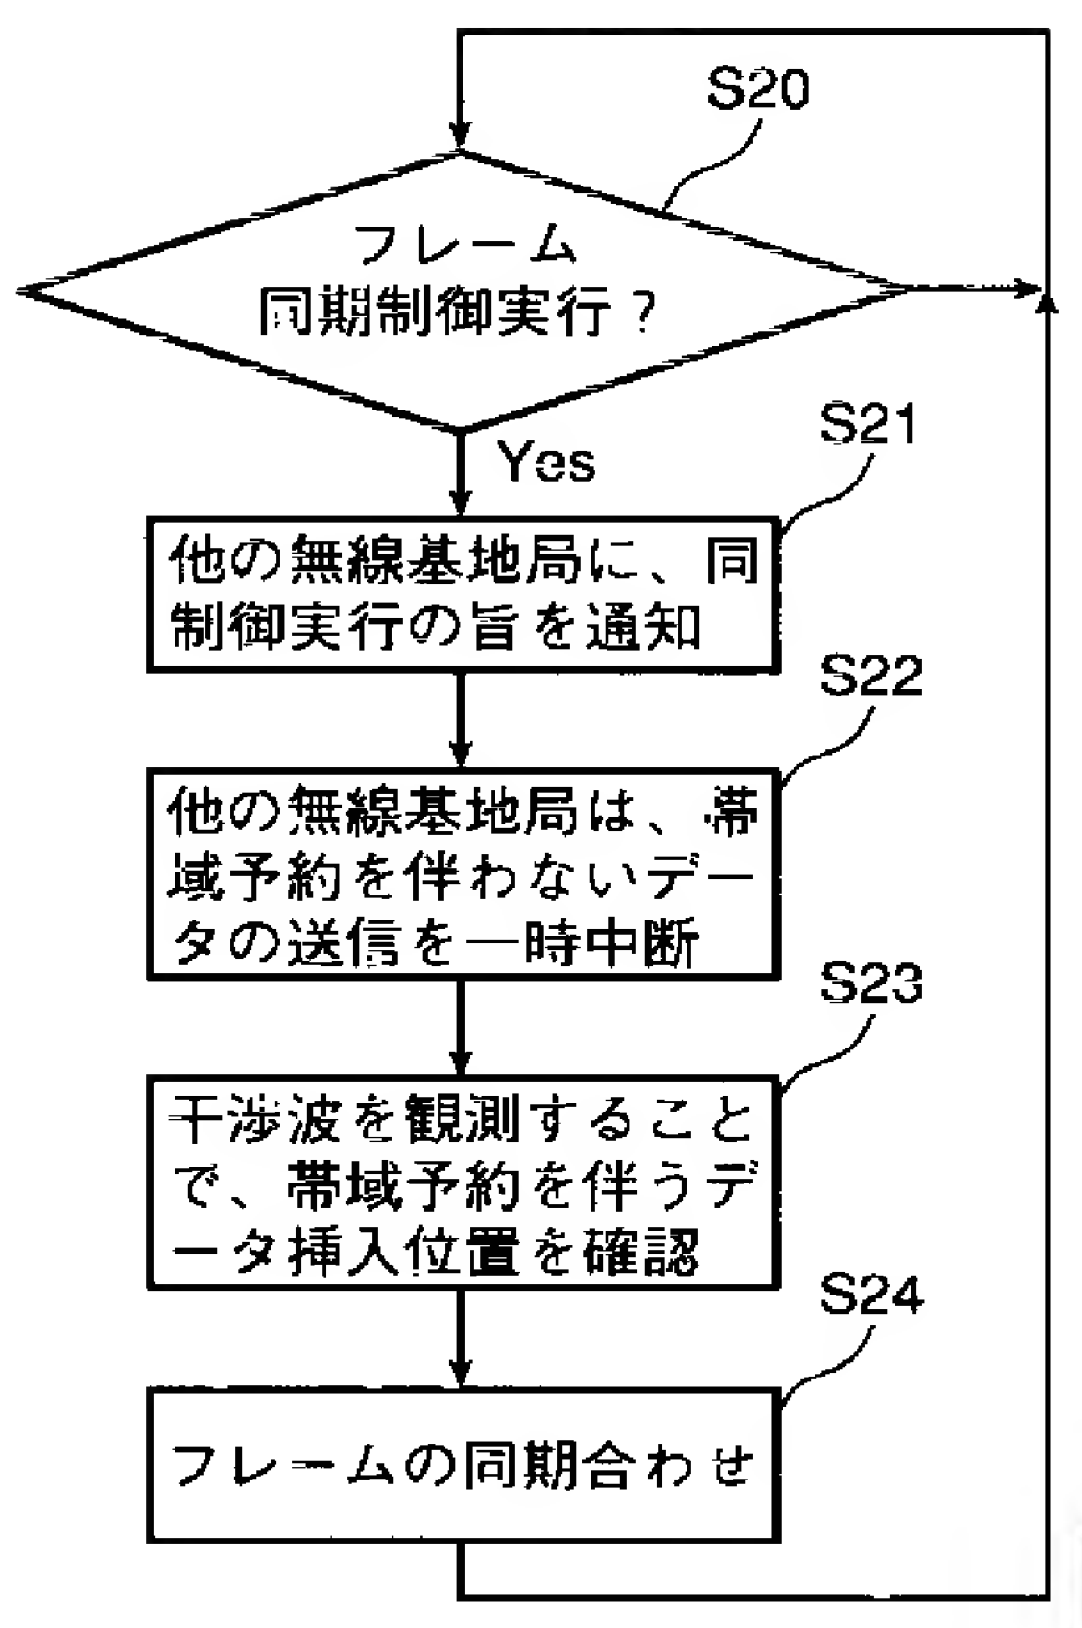 S20
フレーム
同期制御実行？
Yes
S21
他の無線基地局に、同
制御実行の旨を通知
S22
他の無線基地局は、帯
域予約を伴わないデー
タの送信を一時中断
S23
干渉波を観測すること
で、帯域予約を伴うデ
ータ挿入位置を確認
S24
フレームの同期合わせ